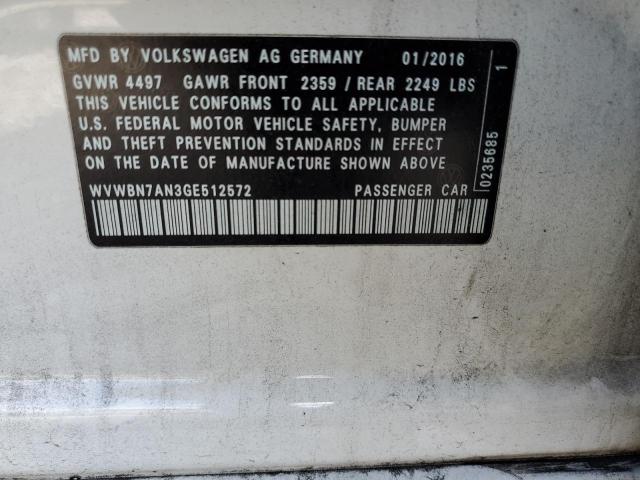 MFD BY VOLKSWAGEN AG GERMANY 01/2016
GVWR 4497 GAWR FRONT 2359 / REAR 2249 LBS
THIS VEHICLE CONFORMS TO ALL APPLICABLE
U.S. FEDERAL MOTOR VEHICLE SAFETY, BUMPER
AND THEFT PREVENTION STANDARDS IN EFFECT
ON THE DATE OF MANUFACTURE SHOWN ABOVE
WVWBN7AN3GE512572 PASSENGER CAR
0235685 1